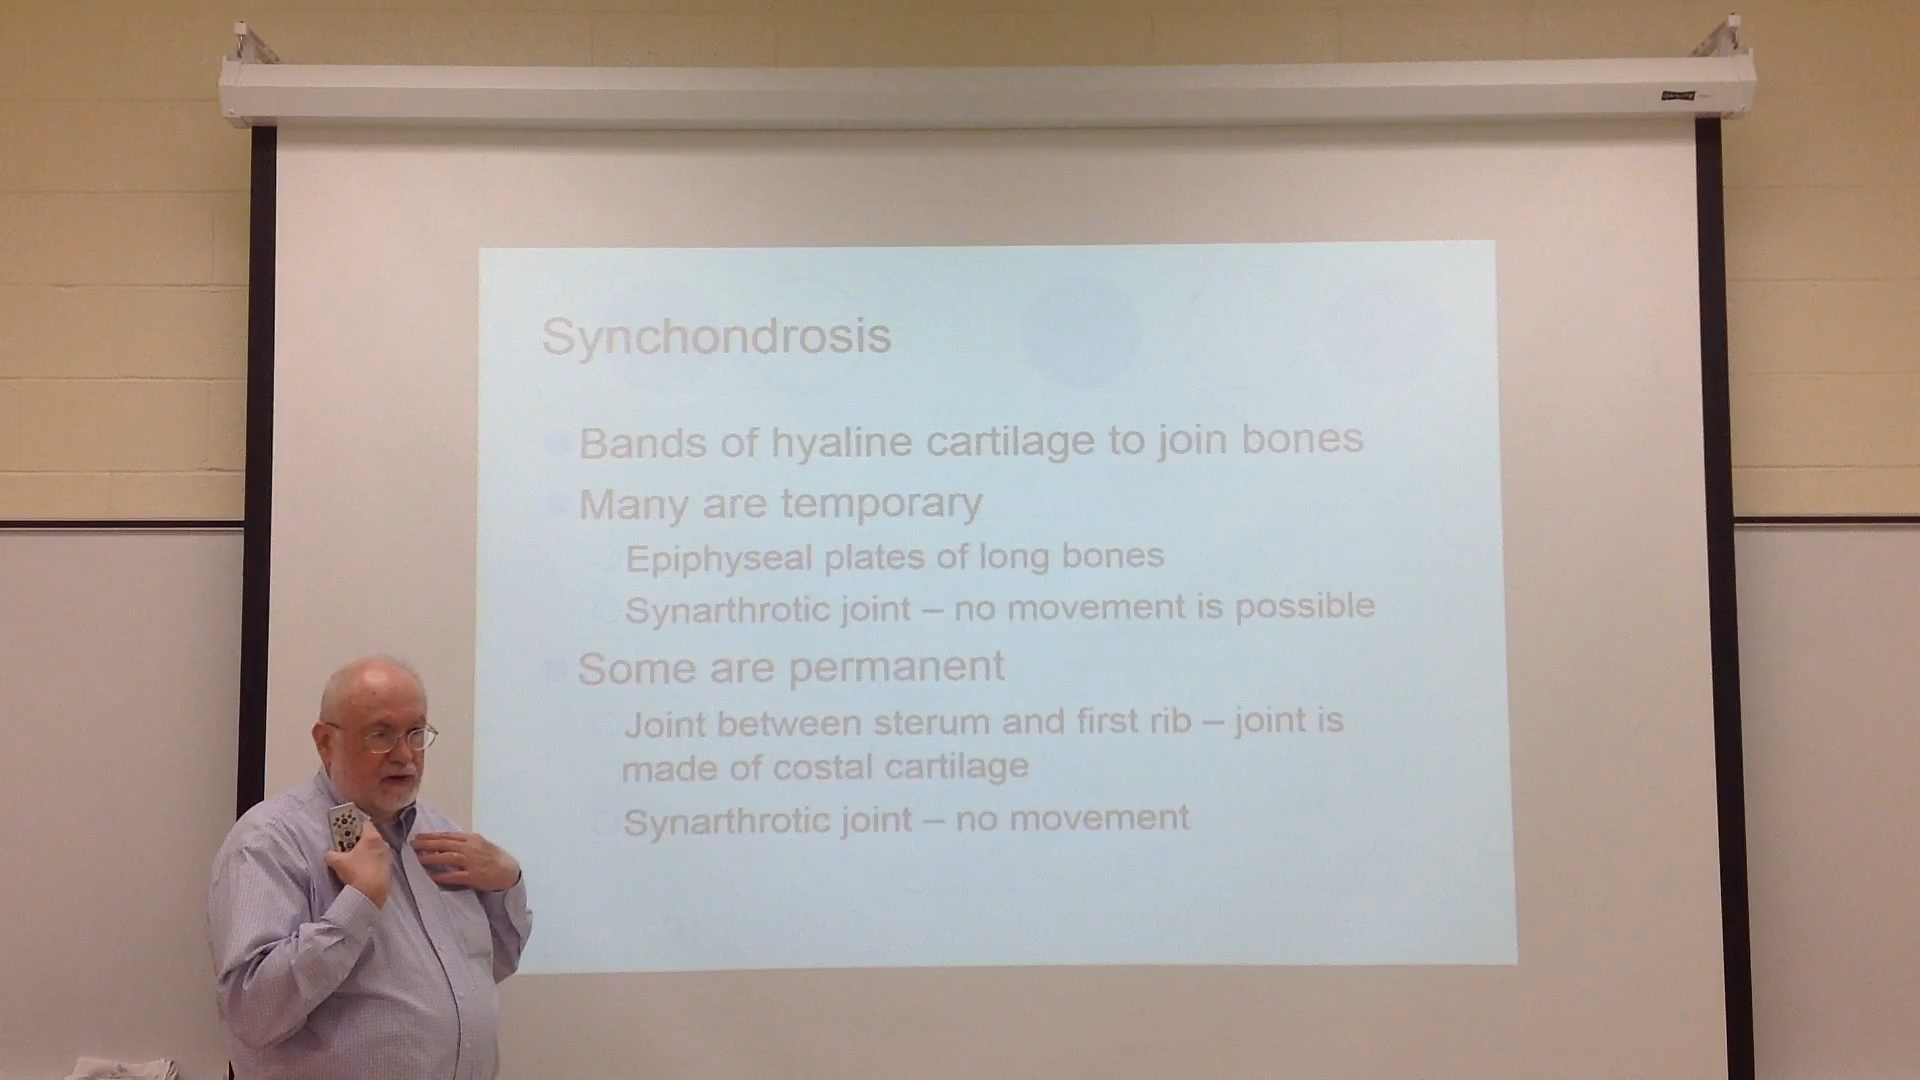 Synchondrosis
Bands of hyaline cartilage to join bones
Many are temporary
Epiphyseal plates of long bones
Synarthrotic joint – no movement is possible
Some are permanent
Joint between sterum and first rib – joint is
made of costal cartilage
Synarthrotic joint – no movement